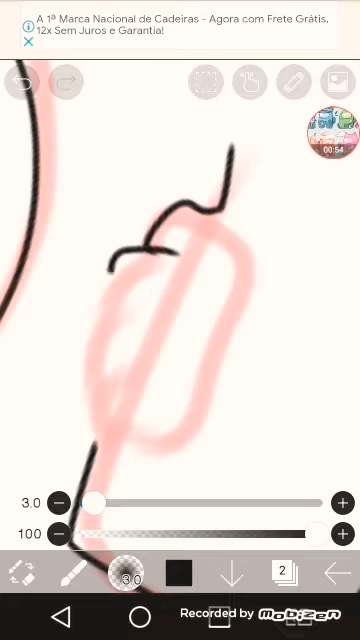 A 1ª Marca Nacional de Cadeiras - Agora com Frete Grátis,
12x Sem Juros e Garantia!
00:54
3.0
100
3.0
2
Recorded by mobizen